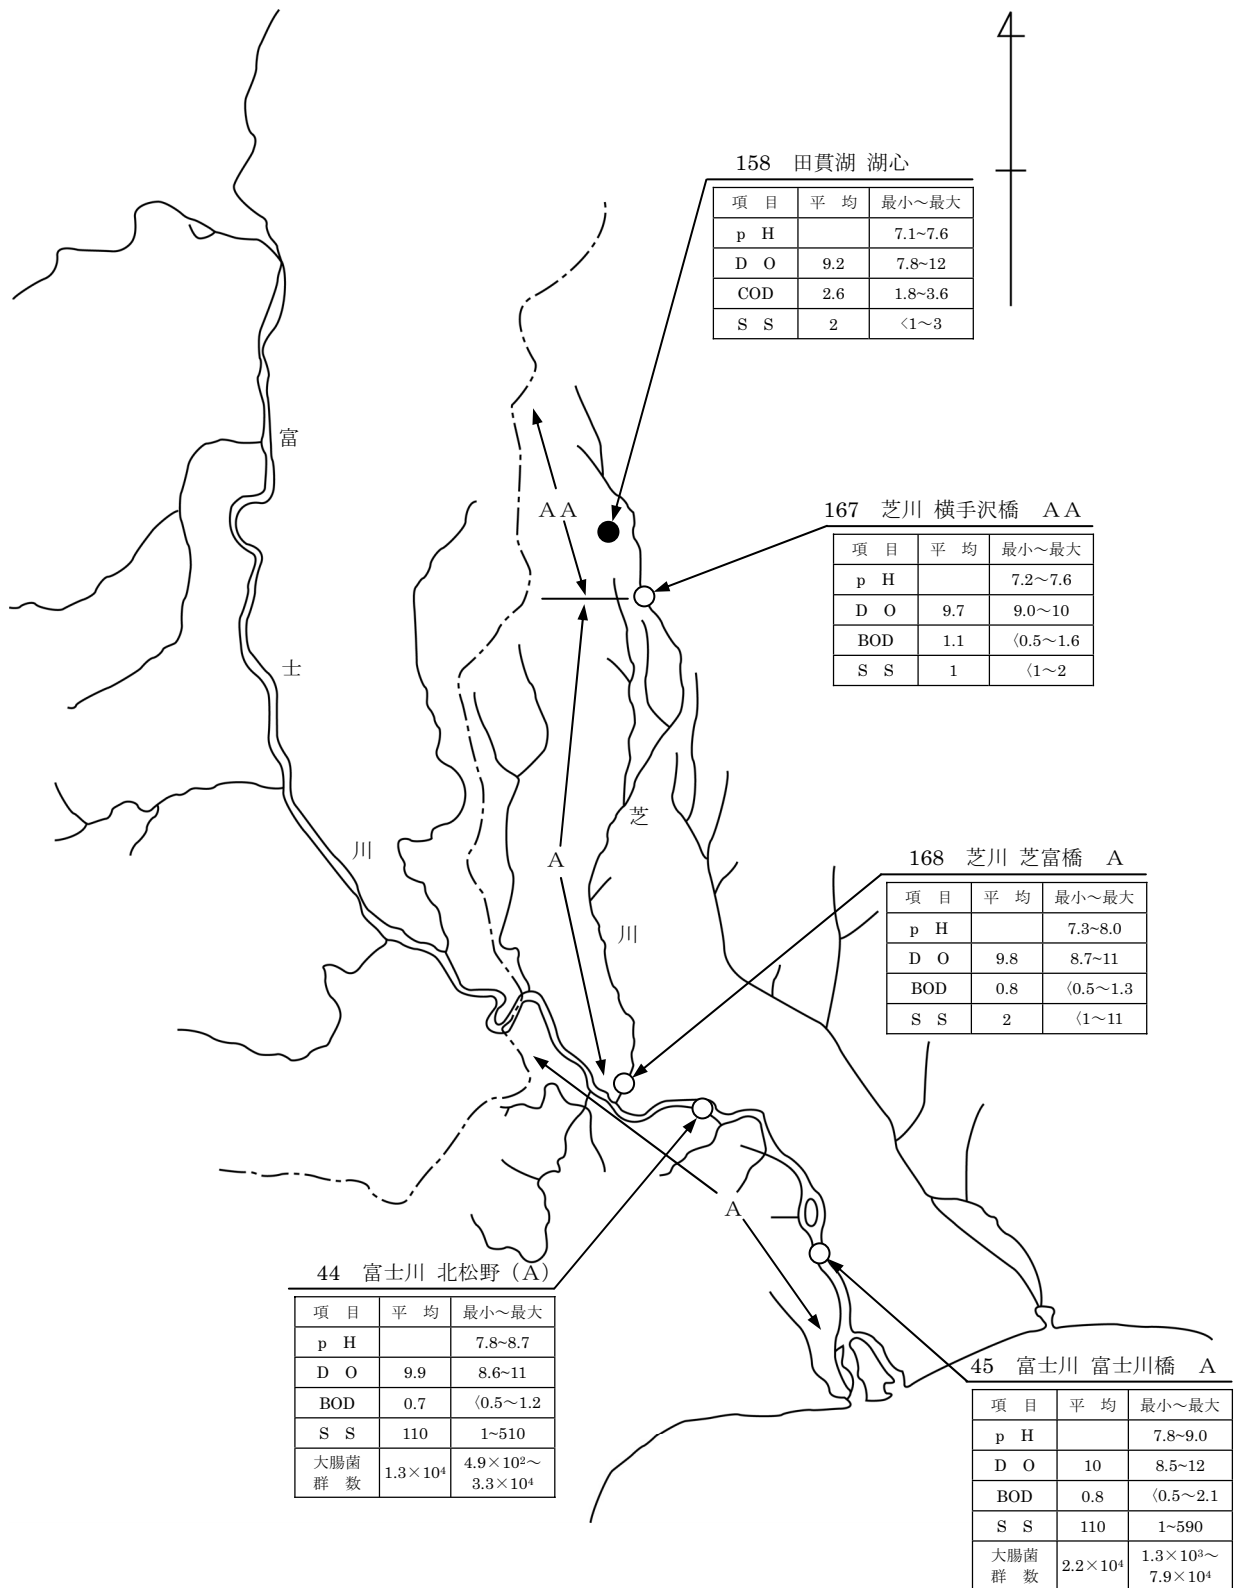 158 田貫湖 湖心
項 目 平 均 最小～最大
p H 7.1~7.6
D O 9.2 7.8~12
COD 2.6 1.8~3.6
S S 2 〈1～3
富
士
川
AA
167 芝川 横手沢橋 AA
項 目 平 均 最小～最大
p H 7.2～7.6
D O 9.7 9.0～10
BOD 1.1 〈0.5～1.6
S S 1 〈1～2
芝
川
A
168 芝川 芝富橋 A
項 目 平 均 最小～最大
p H 7.3~8.0
D O 9.8 8.7~11
BOD 0.8 〈0.5～1.3
S S 2 〈1～11
A
44 富士川 北松野（A）
項 目 平 均 最小～最大
p H 7.8~8.7
D O 9.9 8.6~11
BOD 0.7 〈0.5～1.2
S S 110 1~510
大腸菌
群 数 1.3×10⁴ 4.9×10²～
3.3×10⁴
45 富士川 富士川橋 A
項 目 平 均 最小～最大
p H 7.8~9.0
D O 10 8.5~12
BOD 0.8 〈0.5～2.1
S S 110 1~590
大腸菌
群 数 2.2×10⁴ 1.3×10³～
7.9×10⁴